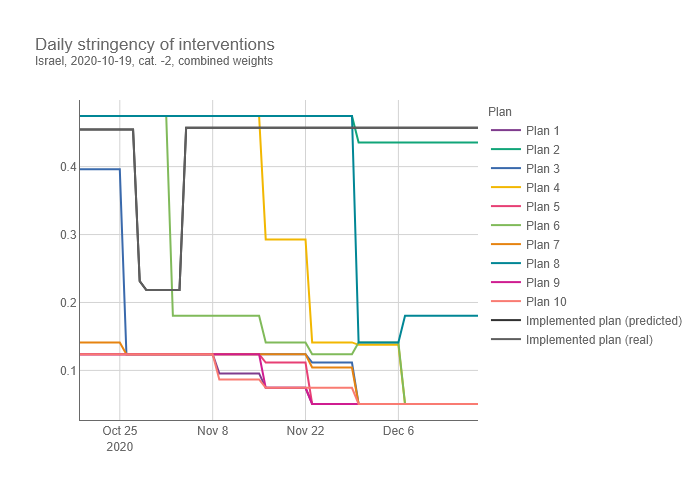 Daily stringency of interventions
Israel, 2020-10-19, cat. -2, combined weights
Plan
Plan 1
Plan 2
Plan 3
Plan 4
Plan 5
Plan 6
Plan 7
Plan 8
Plan 9
Plan 10
Implemented plan (predicted)
Implemented plan (real)
0.4
0.3
0.2
0.1
Oct 25
2020
Nov 8
Nov 22
Dec 6